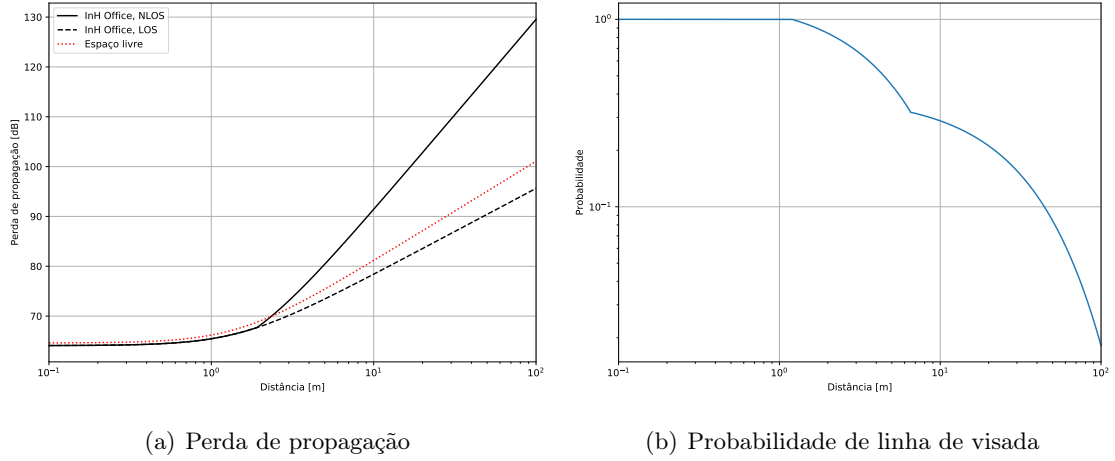 130
120
110
100
90
80
70
Perda de propagação [dB]
InH Office, NLOS
InH Office, LOS
Espaço livre
10⁻¹
10⁰
10¹
10²
Distância [m]
(a) Perda de propagação
10⁰
10⁻¹
Probabilidade
10⁻¹
10⁰
10¹
10²
Distância [m]
(b) Probabilidade de linha de visada